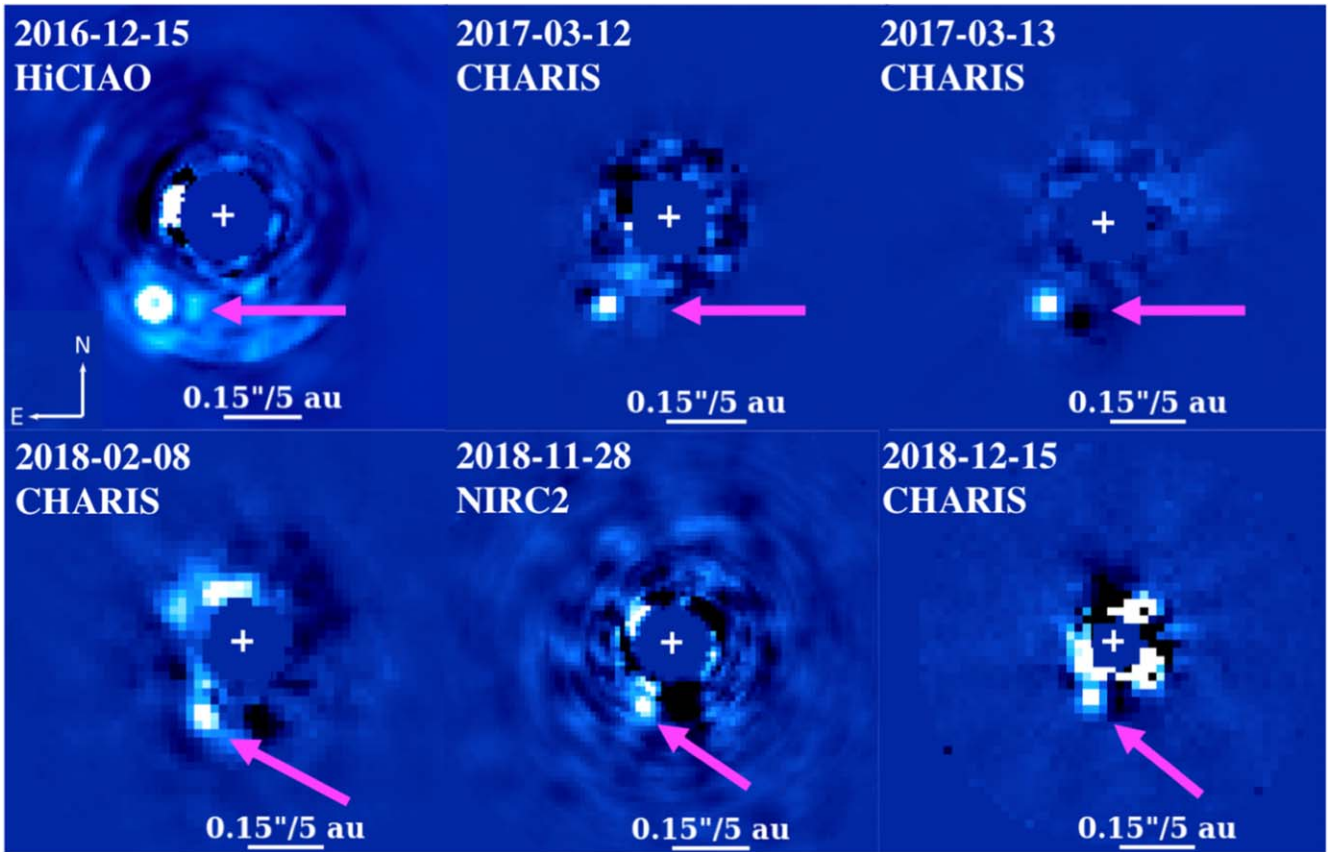 2016-12-15
HiCIAO
2017-03-12
CHARIS
2017-03-13
CHARIS
N
E
0.15"/5 au
0.15"/5 au
0.15"/5 au
2018-02-08
CHARIS
2018-11-28
NIRC2
2018-12-15
CHARIS
0.15"/5 au
0.15"/5 au
0.15"/5 au